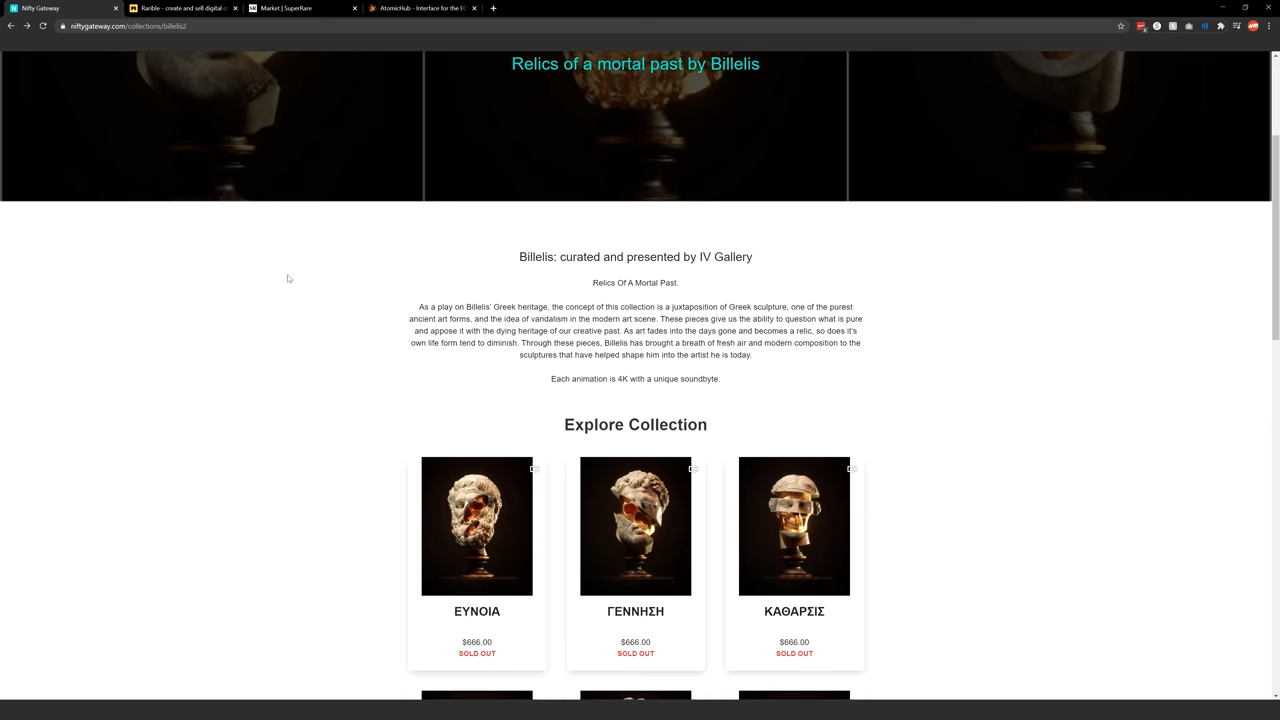 Nifty Gateway
Rarible - create and sell digital c
Market | SuperRare
AtomicHub - Interface for the E
niftygateway.com/collections/billelis2
Relics of a mortal past by Billelis
Billelis: curated and presented by IV Gallery
Relics Of A Mortal Past.
As a play on Billelis' Greek heritage, the concept of this collection is a juxtaposition of Greek sculpture, one of the purest
ancient art forms, and the idea of vandalism in the modern art scene. These pieces give us the ability to question what is pure
and appose it with the dying heritage of our creative past. As art fades into the days gone and becomes a relic, so does it's
own life form tend to diminish. Through these pieces, Billelis has brought a breath of fresh air and modern composition to the
sculptures that have helped shape him into the artist he is today.
Each animation is 4K with a unique soundbyte.
Explore Collection
ΕΥΝΟΙΑ
$666.00
SOLD OUT
ΓΕΝΝΗΣΗ
$666.00
SOLD OUT
ΚΑΘΑΡΣΙΣ
$666.00
SOLD OUT